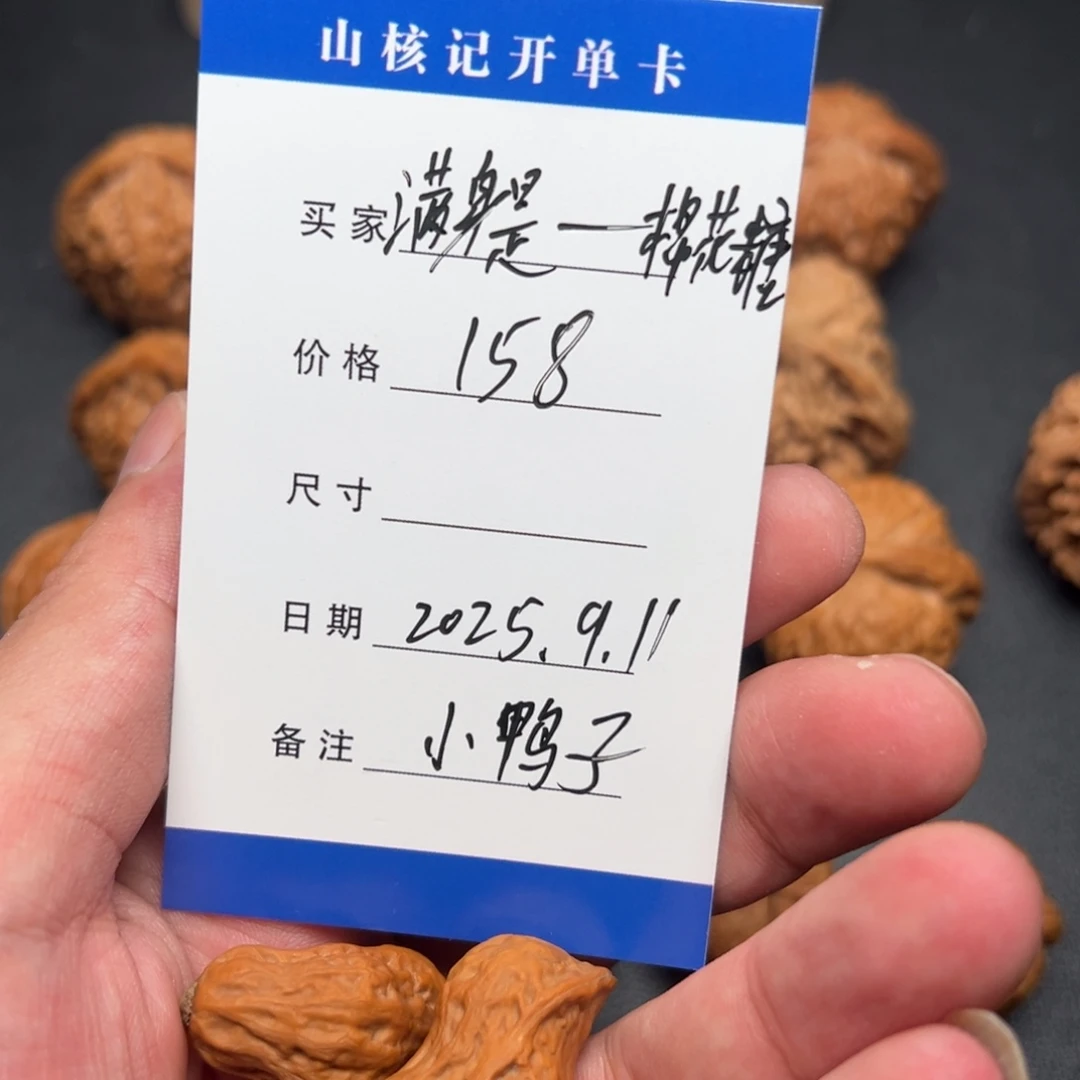 山核记开单卡
买家 满身是一棉花糖
价格 158
尺寸
日期 2025.9.11
备注 小鸭子